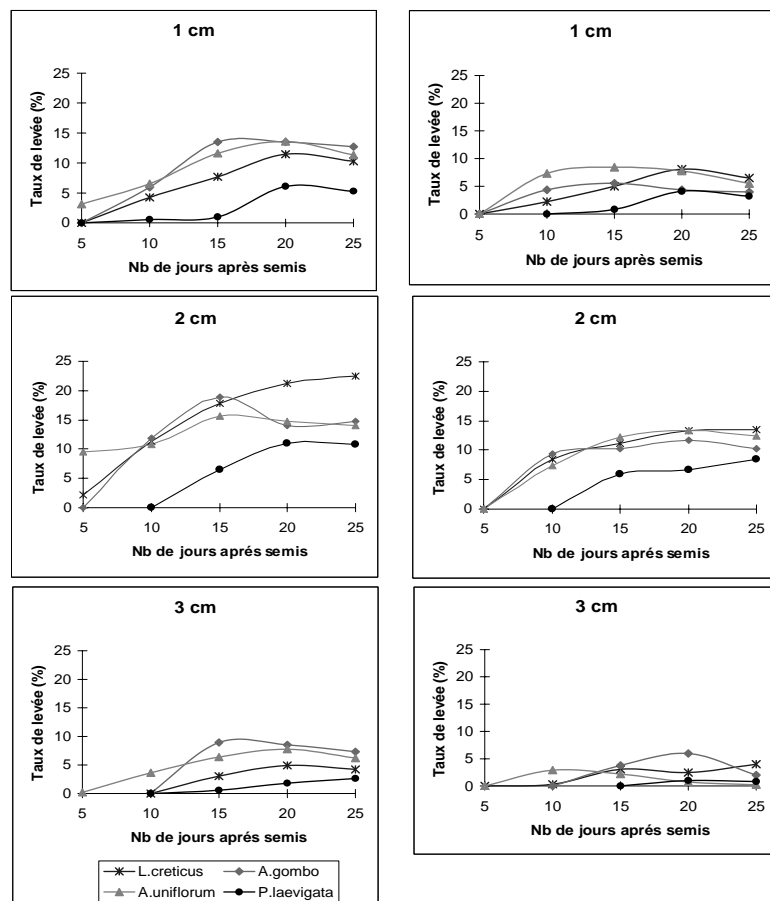 1 cm
25
20
15
10
5
0
Taux de levée (%)
5 10 15 20 25
Nb de jours après semis
1 cm
25
20
15
10
5
0
Taux de levée (%)
5 10 15 20 25
Nb de jours après semis
2 cm
25
20
15
10
5
0
Taux de levée (%)
5 10 15 20 25
Nb de jours aprés semis
2 cm
25
20
15
10
5
0
Taux de levée (%)
5 10 15 20 25
Nb de jours aprés semis
3 cm
25
20
15
10
5
0
Taux de levée (%)
5 10 15 20 25
Nb de jours aprés semis
L.creticus A.gombo
A.uniflorum P.laevigata
3 cm
25
20
15
10
5
0
Taux de levée (%)
5 10 15 20 25
Nb de jours aprés semis